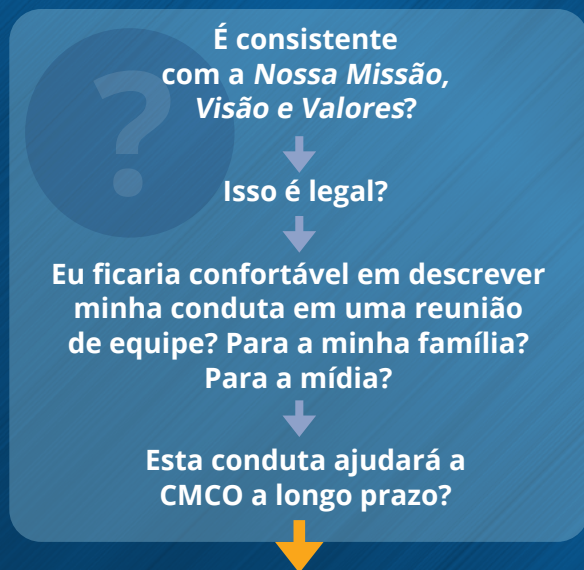 É consistente
com a Nossa Missão,
Visão e Valores?
Isso é legal?
Eu ficaria confortável em descrever
minha conduta em uma reunião
de equipe? Para a minha família?
Para a mídia?
Esta conduta ajudará a
CMCO a longo prazo?